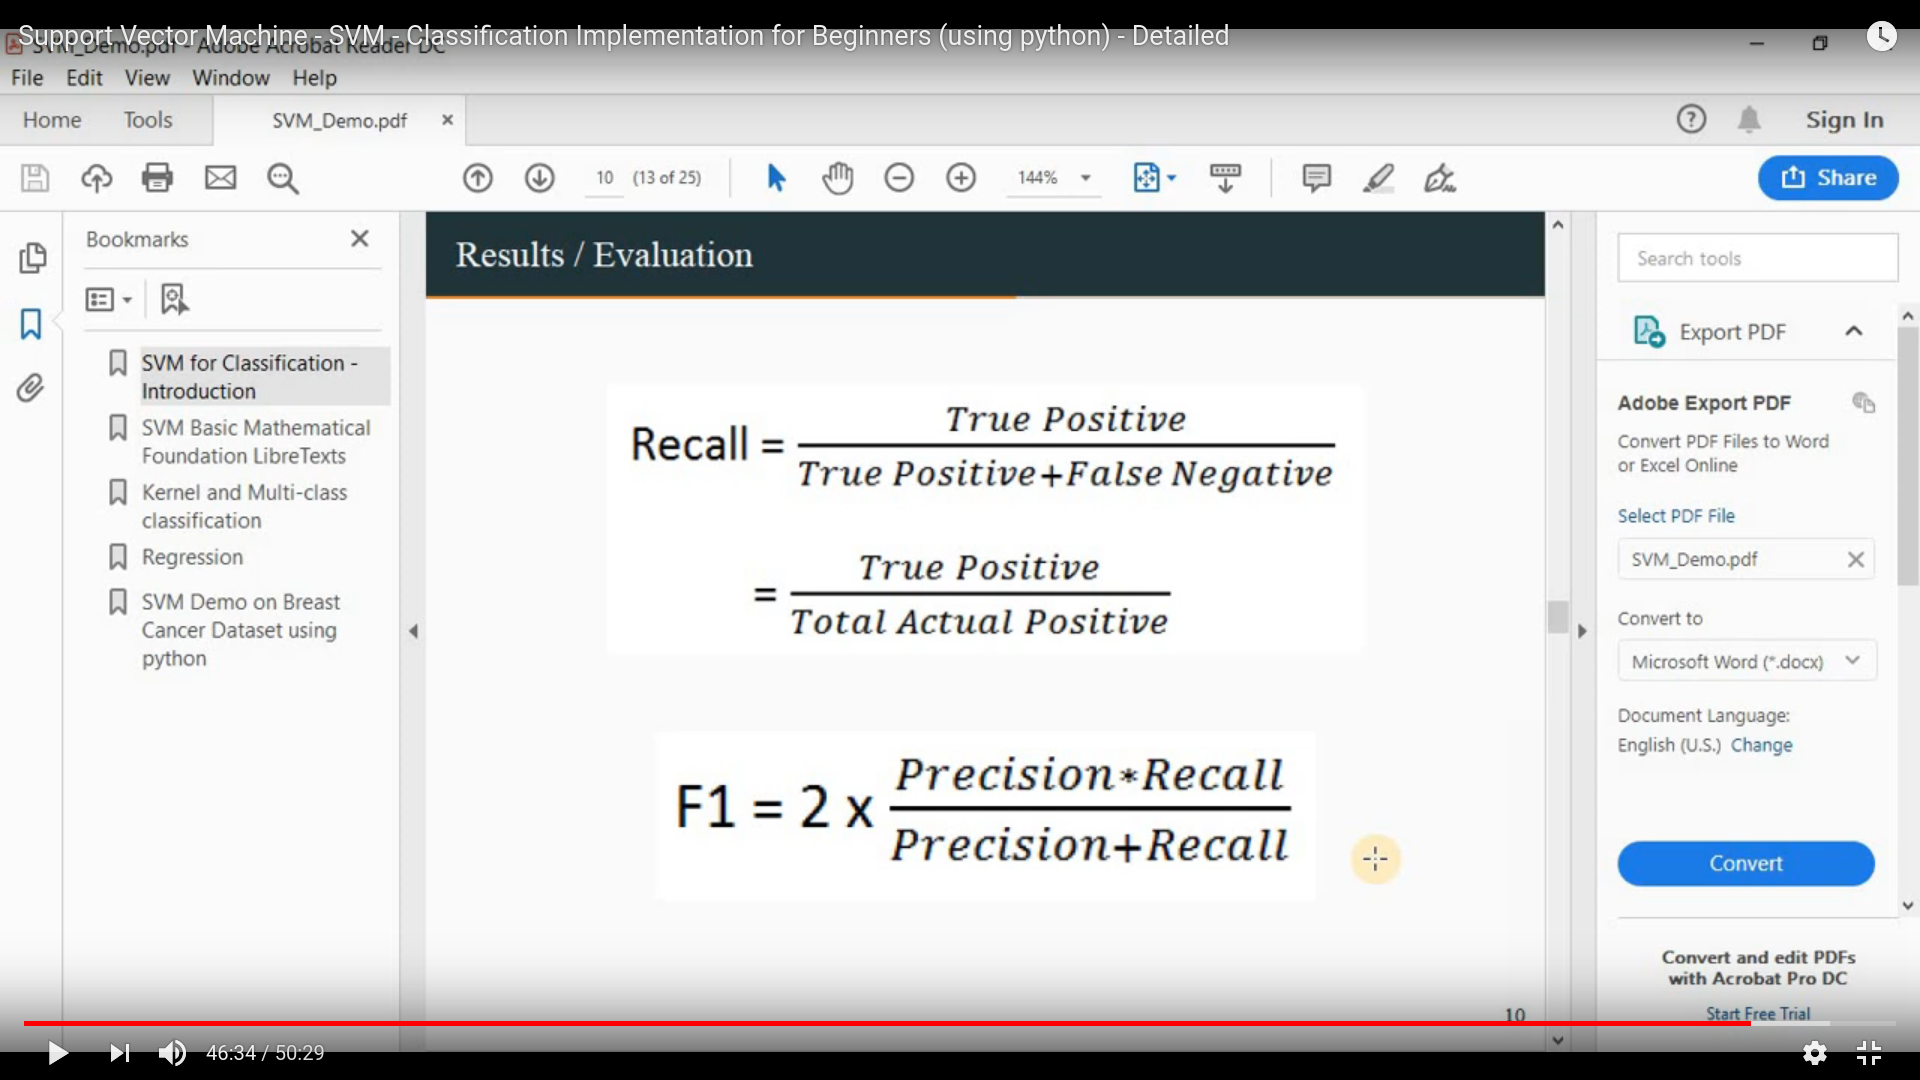 Support Vector Machine - SVM - Classification Implementation for Beginners (using python) - Detailed
SVM_Demo.pdf - Adobe Acrobat Reader DC
File Edit View Window Help
Home Tools SVM_Demo.pdf Sign In
10 (13 of 25) 144% Share
Bookmarks
SVM for Classification -
Introduction
SVM Basic Mathematical
Foundation LibreTexts
Kernel and Multi-class
classification
Regression
SVM Demo on Breast
Cancer Dataset using
python
Results / Evaluation
Recall = True Positive
True Positive+False Negative
= True Positive
Total Actual Positive
F1 = 2 x Precision*Recall
Precision+Recall
10
Search tools
Export PDF
Adobe Export PDF
Convert PDF Files to Word
or Excel Online
Select PDF File
SVM_Demo.pdf
Convert to
Microsoft Word (*.docx)
Document Language:
English (U.S.) Change
Convert
Convert and edit PDFs
with Acrobat Pro DC
Start Free Trial
46:34 / 50:29